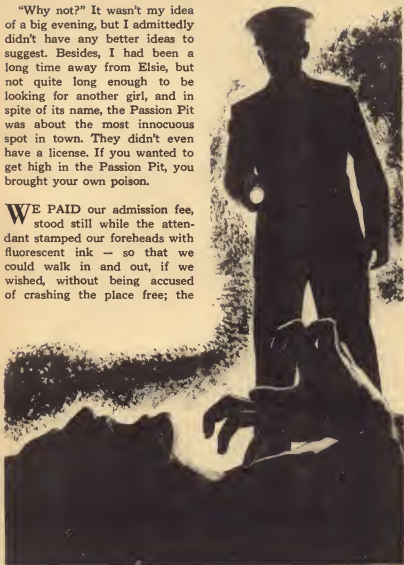 "Why not?" It wasn't my idea
of a big evening, but I admittedly
didn't have any better ideas to
suggest. Besides, I had been a
long time away from Elsie, but
not quite long enough to be
looking for another girl, and in
spite of its name, the Passion Pit
was about the most innocuous
spot in town. They didn't even
have a license. If you wanted to
get high in the Passion Pit, you
brought your own poison.
WE PAID our admission fee,
stood still while the atten-
dant stamped our foreheads with
fluorescent ink — so that we
could walk in and out, if we
wished, without being accused
of crashing the place free; the